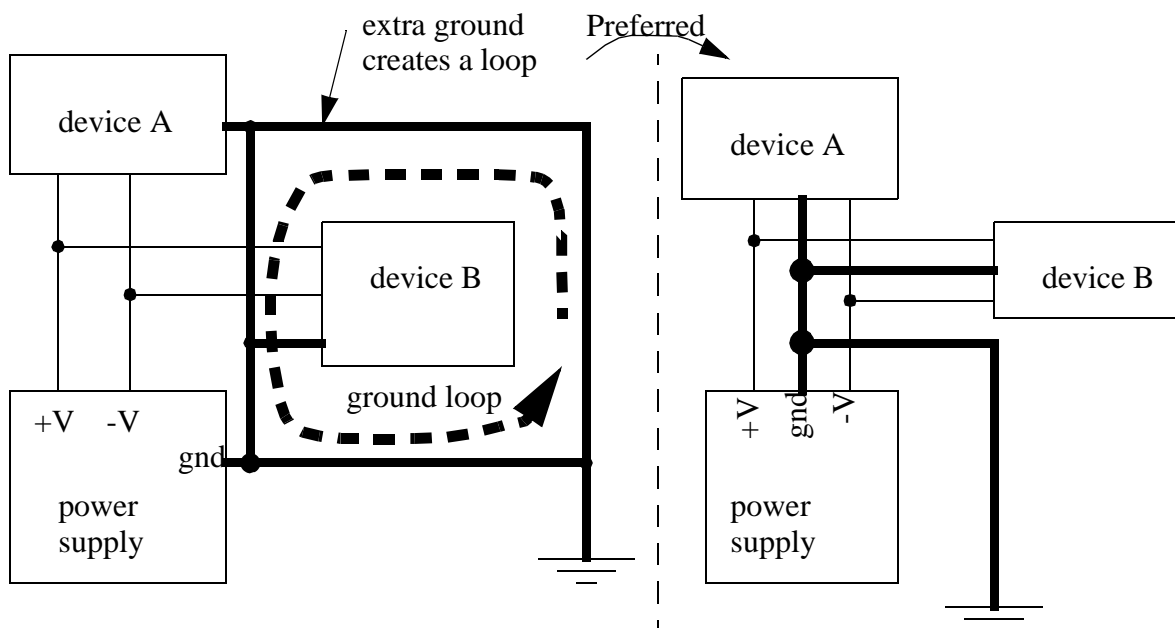 extra ground
creates a loop
Preferred
device A
device B
ground loop
+V
-V
gnd
power
supply
device A
device B
+V
gnd
-V
power
supply